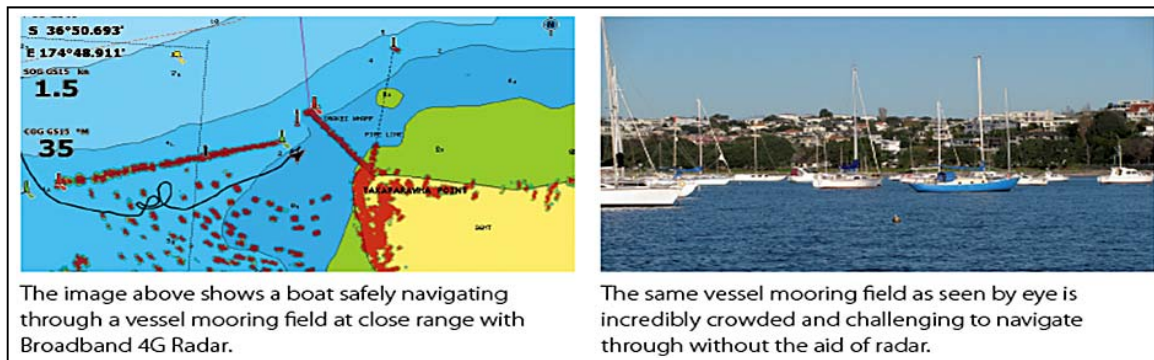 S 36°50.693'
E 174°48.911'
SOG GS15 kn
1.5
COG GS15 °M
35
PIPE LINE
TAKAPARAWHA POINT
The image above shows a boat safely navigating
through a vessel mooring field at close range with
Broadband 4G Radar.
The same vessel mooring field as seen by eye is
incredibly crowded and challenging to navigate
through without the aid of radar.